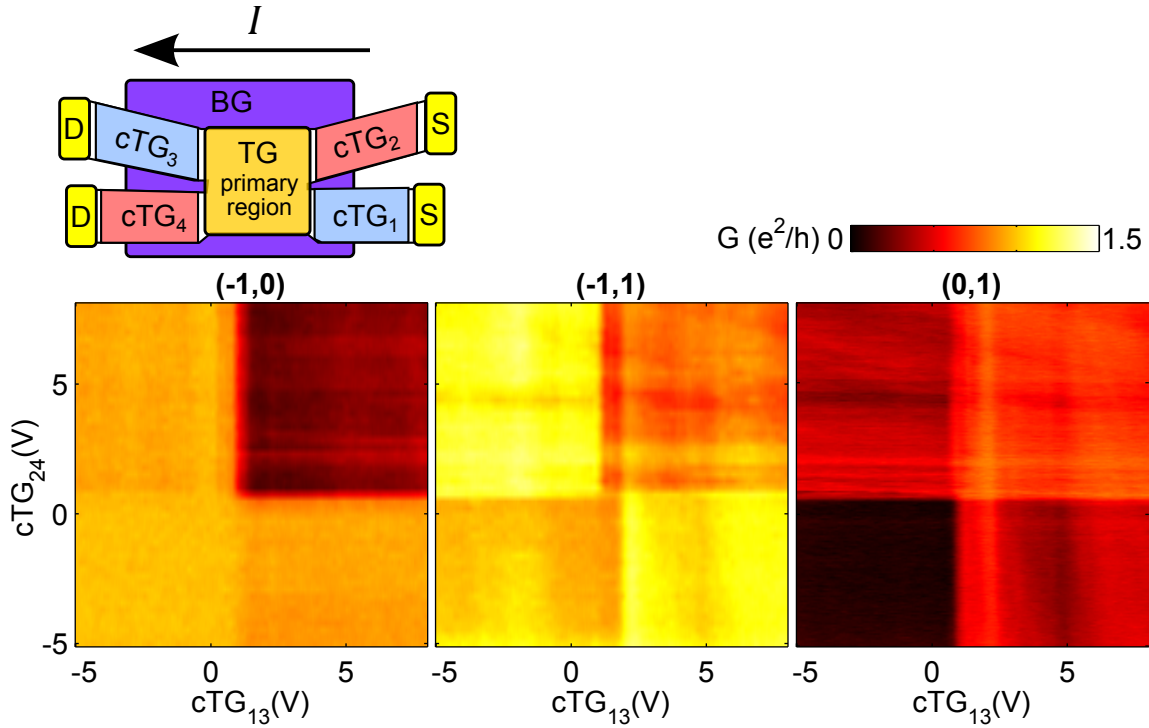 I
BG
D
cTG₃
TG
primary
region
cTG₂
S
D
cTG₄
cTG₁
S
G (e²/h) 0 1.5
(-1,0) (-1,1) (0,1)
cTG₂₄(V)
5
0
-5
-5 0 5 -5 0 5 -5 0 5
cTG₁₃(V) cTG₁₃(V) cTG₁₃(V)